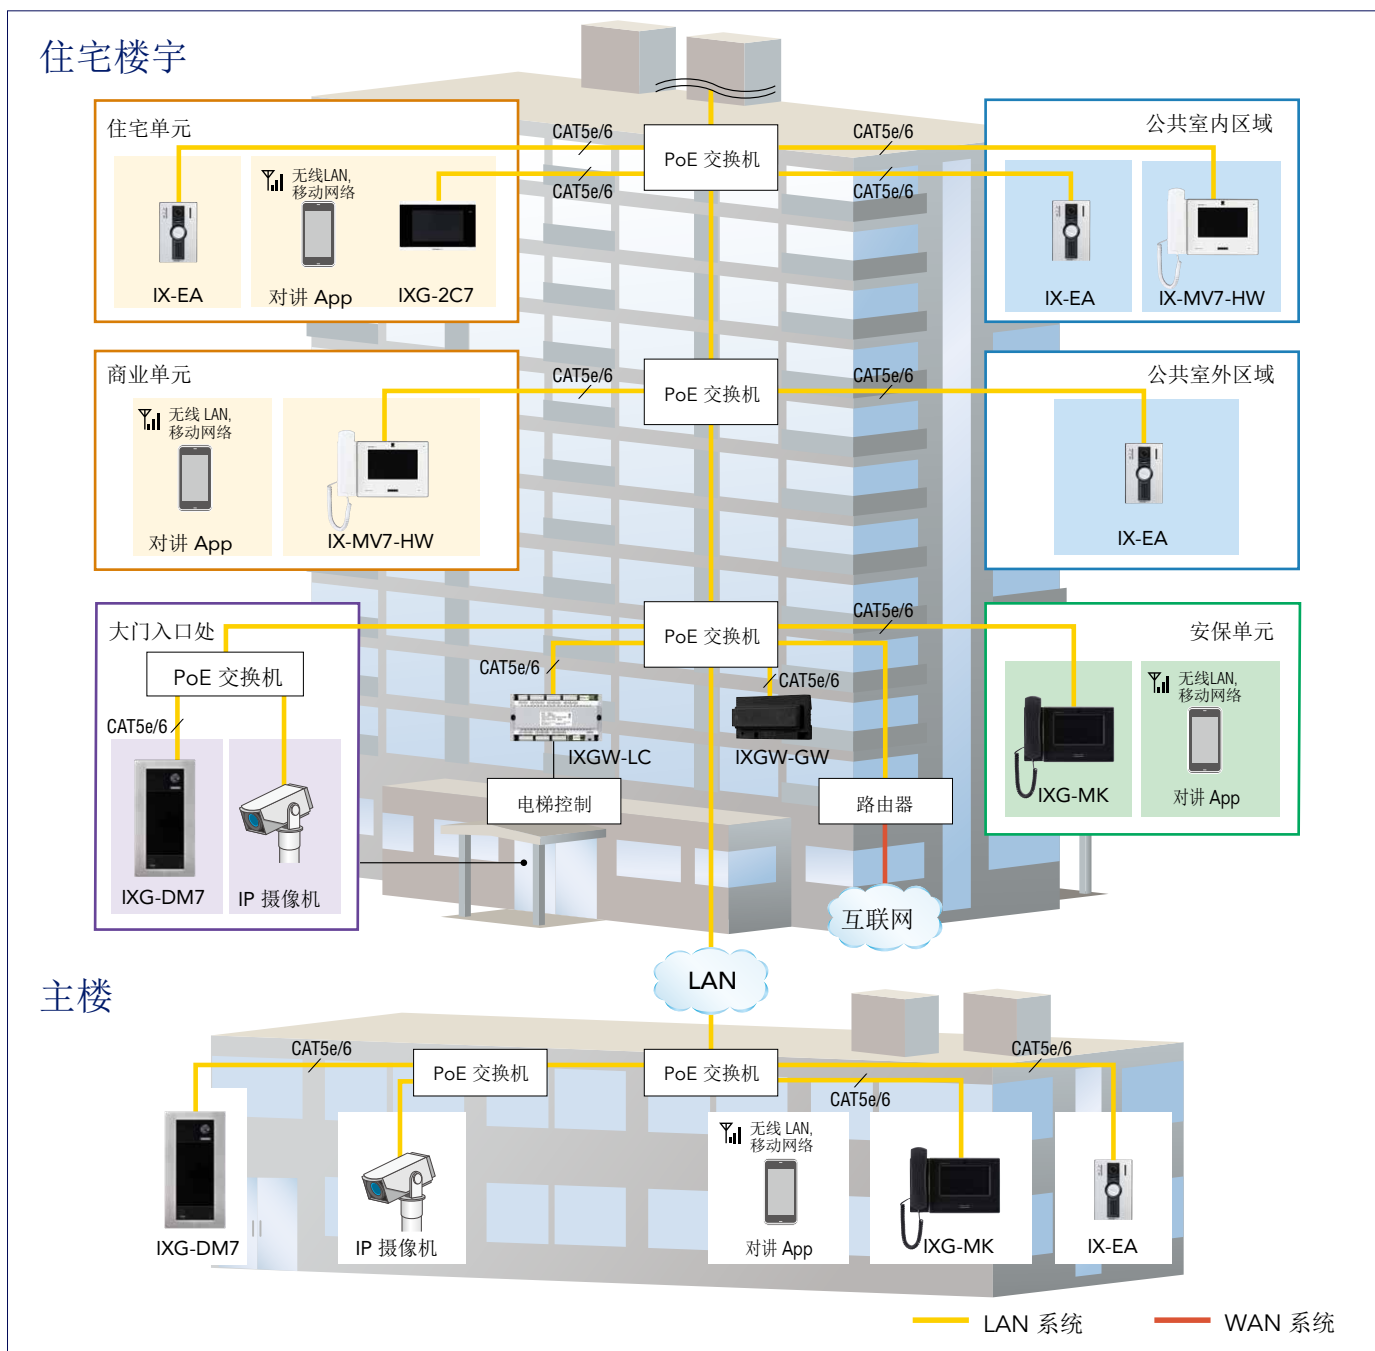 住宅楼宇
住宅单元
无线LAN,
移动网络
IX-EA
对讲 App
IXG-2C7
CAT5e/6
CAT5e/6
PoE 交换机
CAT5e/6
CAT5e/6
公共室内区域
IX-EA
IX-MV7-HW
商业单元
无线 LAN,
移动网络
对讲 App
IX-MV7-HW
CAT5e/6
PoE 交换机
CAT5e/6
公共室外区域
IX-EA
大门入口处
PoE 交换机
CAT5e/6
IXG-DM7
IP 摄像机
PoE 交换机
CAT5e/6
CAT5e/6
CAT5e/6
IXGW-LC
IXGW-GW
电梯控制
路由器
互联网
安保单元
无线LAN,
移动网络
IXG-MK
对讲 App
LAN
主楼
CAT5e/6
PoE 交换机
PoE 交换机
CAT5e/6
CAT5e/6
无线 LAN,
移动网络
IXG-DM7
IP 摄像机
对讲 App
IXG-MK
IX-EA
LAN 系统
WAN 系统